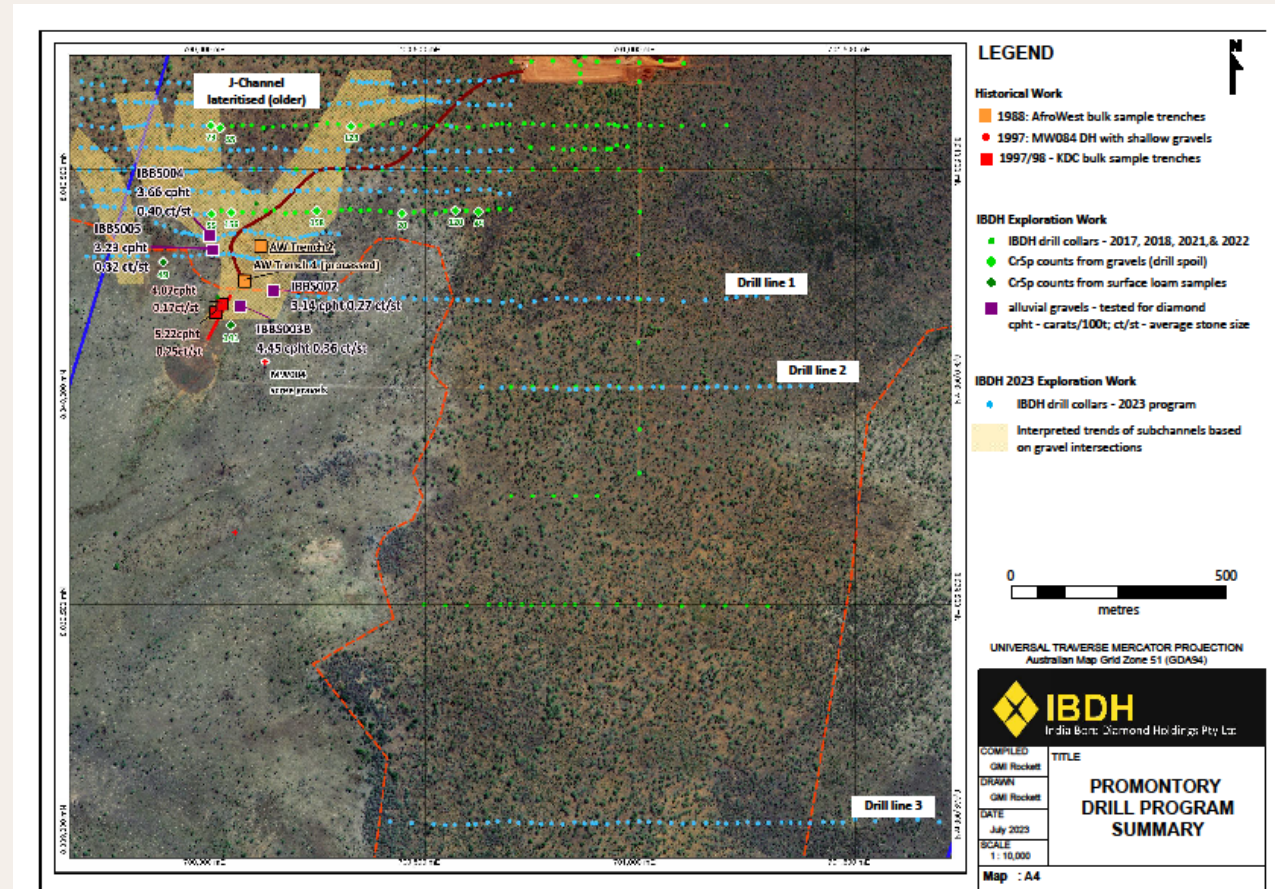 J-Channel
lateritised (older)
IBBS004
3.66 cpht
0.40 ct/st
IBBS005
3.23 cpht
0.32 ct/st
AW Trench 2
AW Trench 4 (processed)
IBBS007
3.14 cpht 0.27 ct/st
0.17ct/st
5.22cpht
0.25ct/st
IBBS003B
4.45 cpht 0.36 ct/st
MW084
Drill line 1
Drill line 2
Drill line 3
LEGEND
N
Historical Work
1988: AfroWest bulk sample trenches
1997: MW084 DH with shallow gravels
1997/98 - KDC bulk sample trenches
IBDH Exploration Work
IBDH drill collars - 2017, 2018, 2021,& 2022
CrSp counts from gravels (drill spoil)
CrSp counts from surface loam samples
alluvial gravels - tested for diamond
cpht - carats/100t; ct/st - average stone size
IBDH 2023 Exploration Work
IBDH drill collars - 2023 program
Interpreted trends of subchannels based
on gravel intersections
0 500
metres
UNIVERSAL TRAVERSE MERCATOR PROJECTION
Australian Map Grid Zone 51 (GDA94)
IBDH
India Bore Diamond Holdings Pty Ltd
COMPILED
GMI Rockett
DRAWN
GMI Rockett
DATE
July 2023
SCALE
1: 10,000
TITLE
PROMONTORY
DRILL PROGRAM
SUMMARY
Map : A4